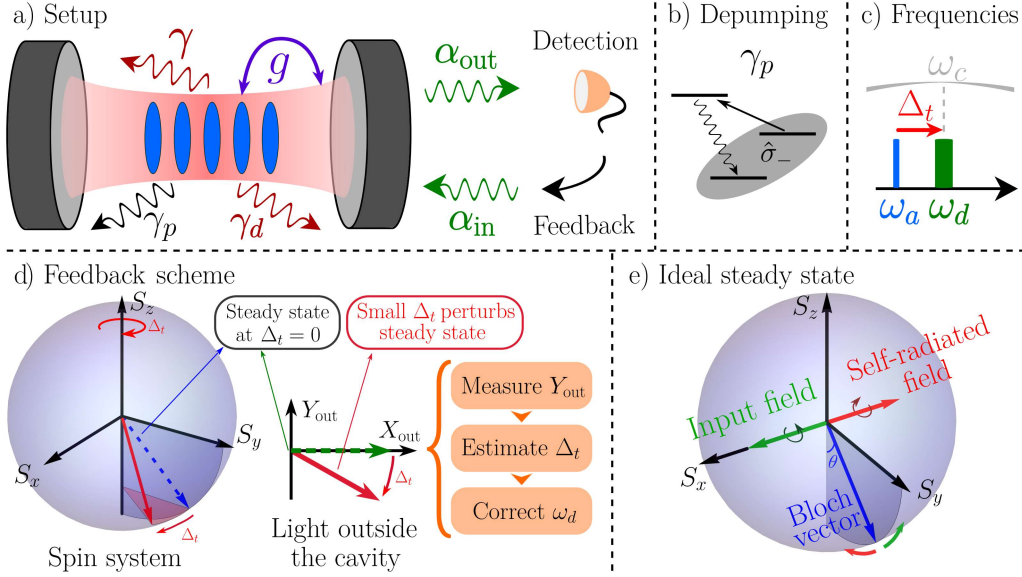 a) Setup
γ
g
γ_p
γ_d
α_out
α_in
Detection
Feedback
b) Depumping
γ_p
σ̂_−
c) Frequencies
ω_c
Δ_t
ω_a
ω_d
d) Feedback scheme
S_z
Δ_t
S_x
S_y
Δ_t
Spin system
Steady state
at Δ_t = 0
Small Δ_t perturbs
steady state
Y_out
X_out
Δ_t
Light outside
the cavity
Measure Y_out
Estimate Δ_t
Correct ω_d
e) Ideal steady state
S_z
Self-radiated
field
Input field
S_x
θ
S_y
Bloch
vector